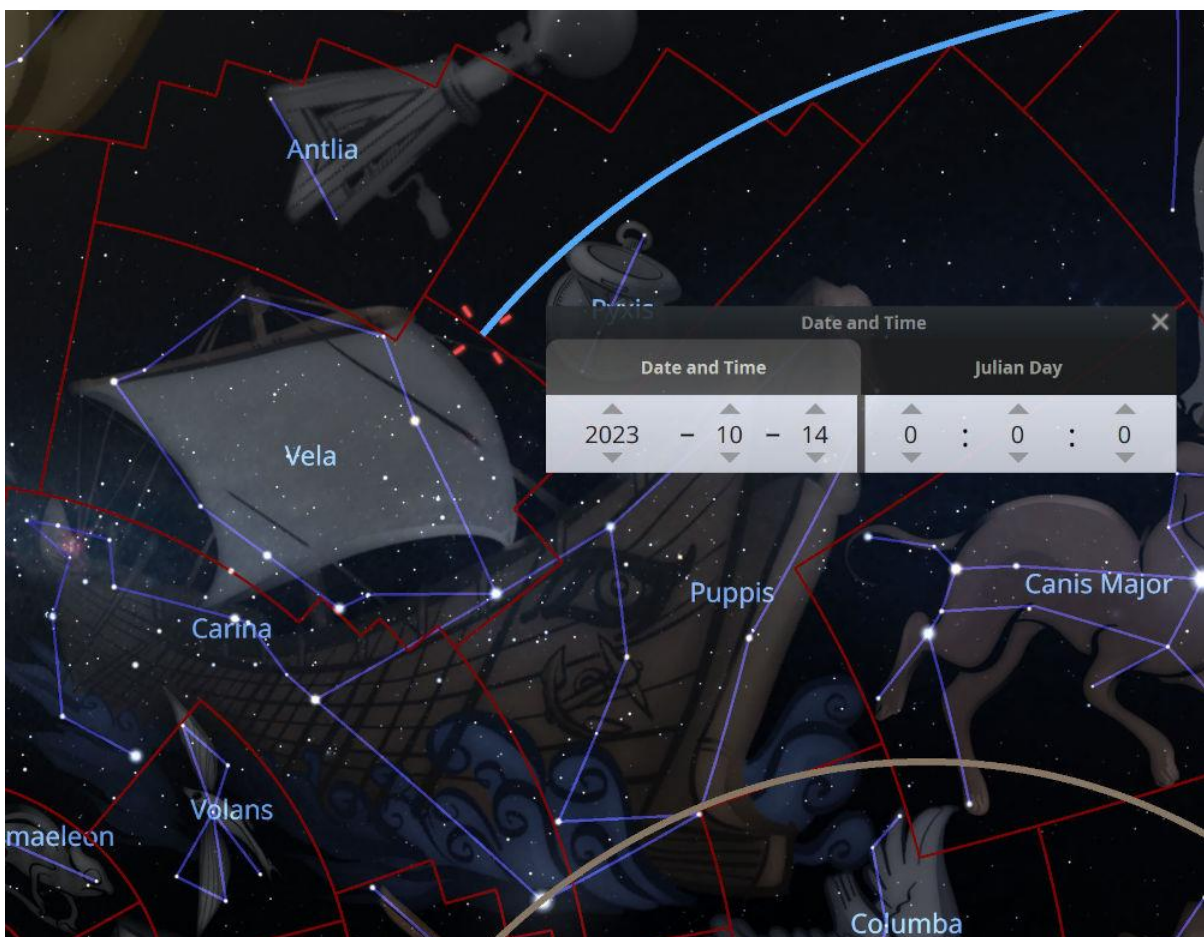 Antlia
Pyxis
Date and Time
Date and Time
Julian Day
2023 - 10 - 14
0 : 0 : 0
Vela
Puppis
Canis Major
Carina
Volans
maeleon
Columba